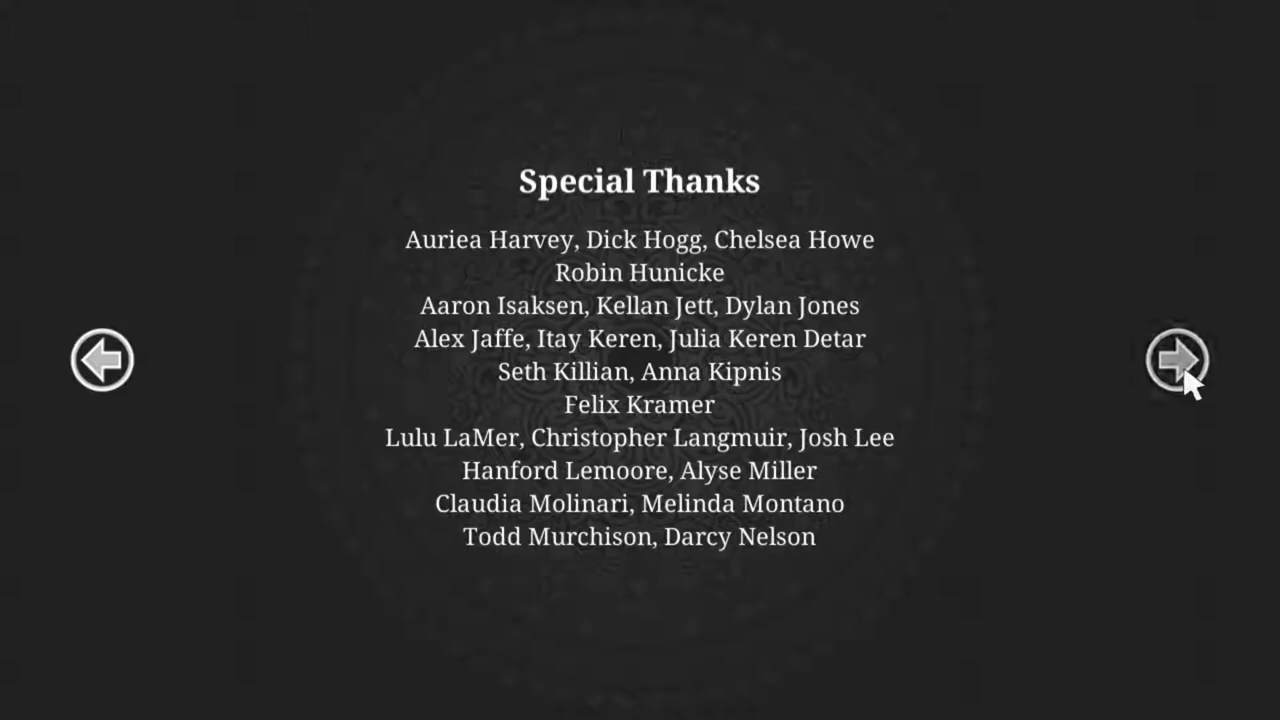 Special Thanks
Auriea Harvey, Dick Hogg, Chelsea Howe
Robin Hunicke
Aaron Isaksen, Kellan Jett, Dylan Jones
Alex Jaffe, Itay Keren, Julia Keren Detar
Seth Killian, Anna Kipnis
Felix Kramer
Lulu LaMer, Christopher Langmuir, Josh Lee
Hanford Lemoore, Alyse Miller
Claudia Molinari, Melinda Montano
Todd Murchison, Darcy Nelson